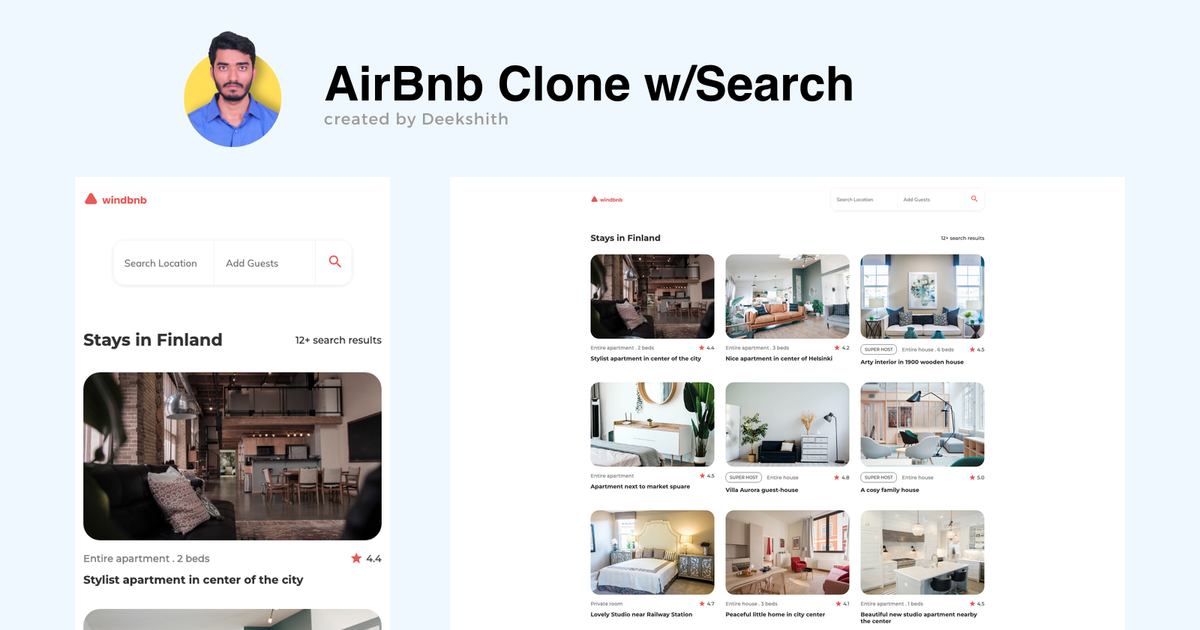 AirBnb Clone w/Search
created by Deekshith
windbnb
Search Location
Add Guests
Stays in Finland
12+ search results
Entire apartment . 2 beds
4.4
Stylist apartment in center of the city
windbnb
Search Location
Add Guests
Stays in Finland
12+ search results
Entire apartment . 2 beds
4.4
Stylist apartment in center of the city
Entire apartment . 3 beds
4.2
Nice apartment in center of Helsinki
SUPER HOST
Entire house . 6 beds
4.5
Arty interior in 1900 wooden house
Entire apartment
4.5
Apartment next to market spuare
SUPER HOST
Entire house
4.8
Villa Aurora guest-house
SUPER HOST
Entire house
5.0
A cosy family house
Private room
4.7
Lovely Studio near Railway Station
Entire house . 3 beds
4.1
Peaceful little home in city center
Entire apartment . 1 beds
4.5
Beautiful new studio apartment nearby
the center